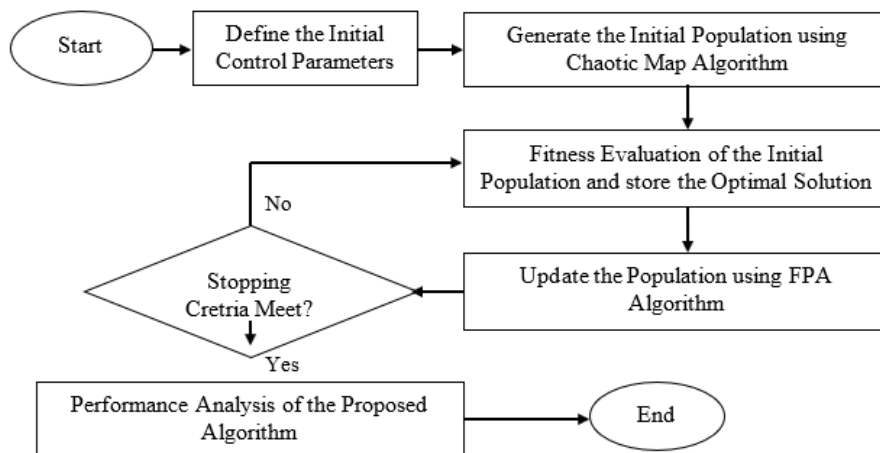 Start
Define the Initial
Control Parameters
Generate the Initial Population using
Chaotic Map Algorithm
Fitness Evaluation of the Initial
Population and store the Optimal Solution
No
Update the Population using FPA
Algorithm
Stopping
Cretria Meet?
Yes
Performance Analysis of the Proposed
Algorithm
End